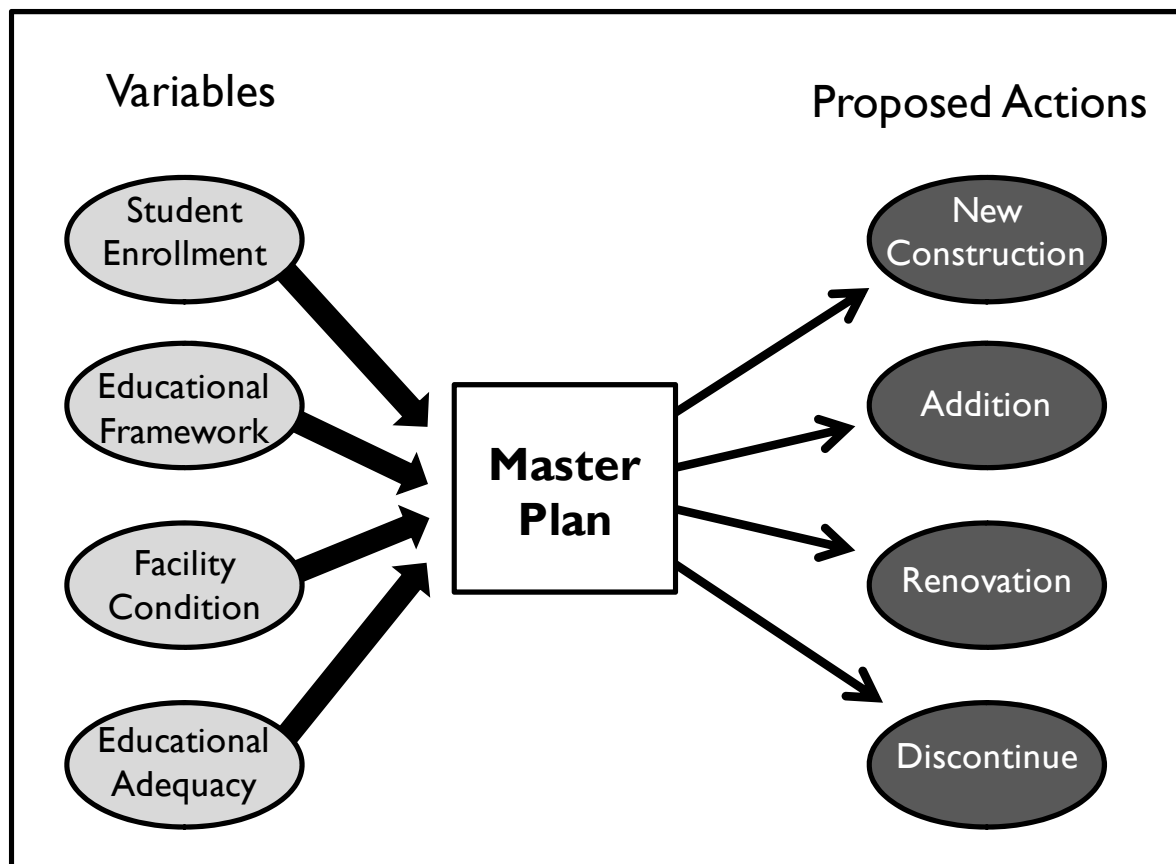 Variables
Student
Enrollment
Educational
Framework
Facility
Condition
Educational
Adequacy
Master
Plan
Proposed Actions
New
Construction
Addition
Renovation
Discontinue